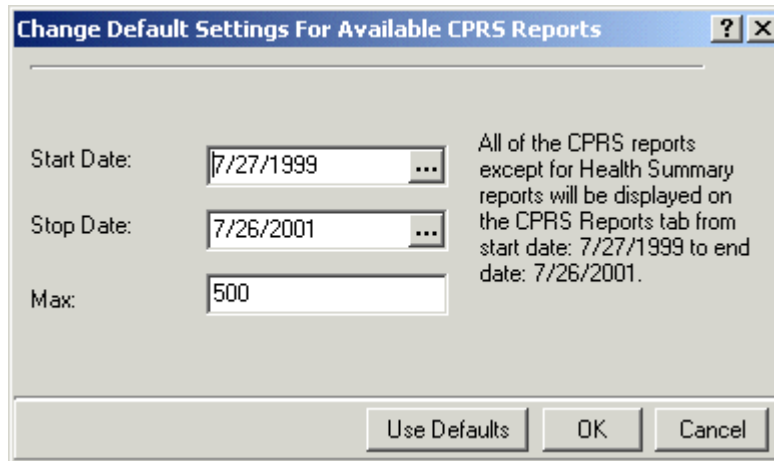 Change Default Settings For Available CPRS Reports
Start Date:
7/27/1999
...
Stop Date:
7/26/2001
...
Max:
500
All of the CPRS reports
except for Health Summary
reports will be displayed on
the CPRS Reports tab from
start date: 7/27/1999 to end
date: 7/26/2001.
Use Defaults
OK
Cancel